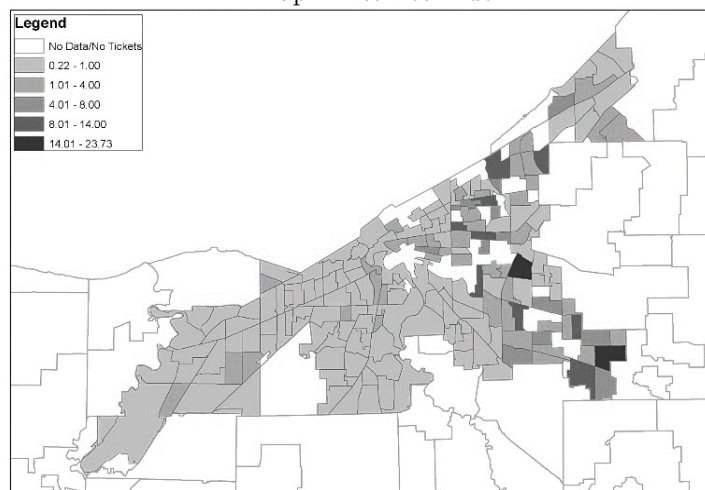 Legend
No Data/No Tickets
0.22 - 1.00
1.01 - 4.00
4.01 - 8.00
8.01 - 14.00
14.01 - 23.73